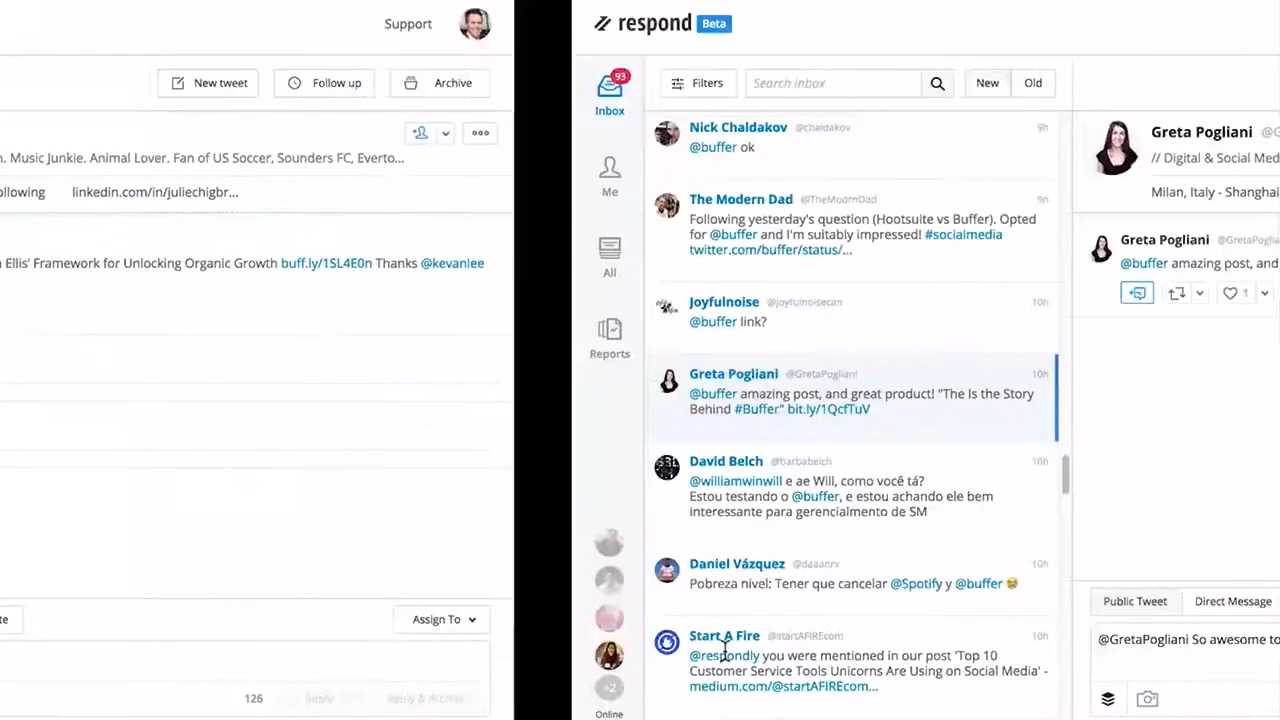 Support
New tweet
Follow up
Archive
n. Music Junkie. Animal Lover. Fan of US Soccer, Sounders FC, Everto...
ollowing
linkedin.com/in/juliechigbr...
n Ellis' Framework for Unlocking Organic Growth buff.ly/1SL4E0n Thanks @kevanlee
te
Assign To
126
Reply
Reply & Archive
respond
Beta
93
Inbox
Me
All
Reports
+2
Online
Filters
Search inbox
New
Old
Nick Chaldakov @chaldakov 9h
@buffer ok
The Modern Dad @TheModrnDad 9h
Following yesterday's question (Hootsuite vs Buffer). Opted
for @buffer and I'm suitably impressed! #socialmedia
twitter.com/buffer/status/...
Joyfulnoise @joyfulnoisecan 10h
@buffer link?
Greta Pogliani @GretaPogliani 10h
@buffer amazing post, and great product! "The Is the Story
Behind #Buffer" bit.ly/1QcfTuV
David Belch @barbabelch 10h
@williamwinwill e ae Will, como você tá?
Estou testando o @buffer, e estou achando ele bem
interessante para gerencialmento de SM
Daniel Vázquez @daaanrv 10h
Pobreza nivel: Tener que cancelar @Spotify y @buffer 😭
Start A Fire @startAFIREcom 10h
@respondly you were mentioned in our post 'Top 10
Customer Service Tools Unicorns Are Using on Social Media' -
medium.com/@startAFIREcom...
Greta Pogliani @G
// Digital & Social Med
Milan, Italy - Shanghai
Greta Pogliani @GretaPoglia
@buffer amazing post, and
1
Public Tweet
Direct Message
@GretaPogliani So awesome to